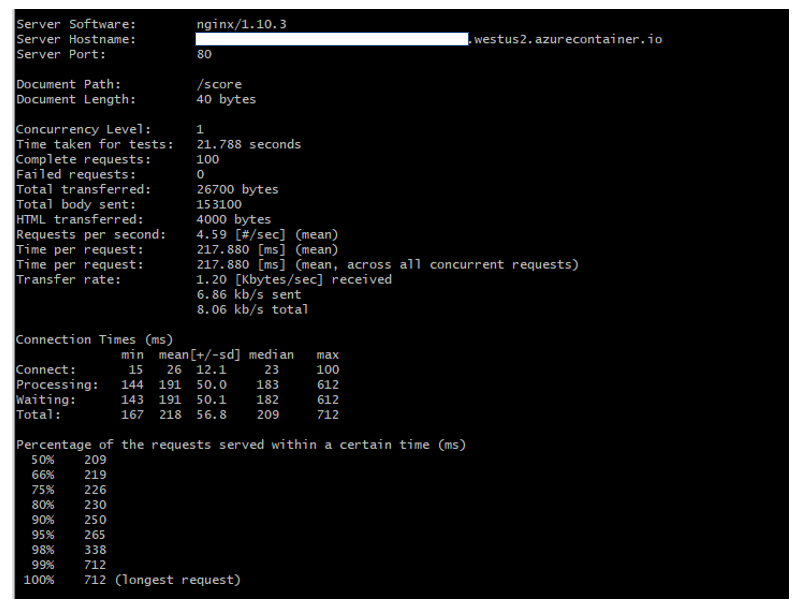 Server Software: nginx/1.10.3
Server Hostname: .westus2.azurecontainer.io
Server Port: 80
Document Path: /score
Document Length: 40 bytes
Concurrency Level: 1
Time taken for tests: 21.788 seconds
Complete requests: 100
Failed requests: 0
Total transferred: 26700 bytes
Total body sent: 153100
HTML transferred: 4000 bytes
Requests per second: 4.59 [#/sec] (mean)
Time per request: 217.880 [ms] (mean)
Time per request: 217.880 [ms] (mean, across all concurrent requests)
Transfer rate: 1.20 [Kbytes/sec] received
6.86 kb/s sent
8.06 kb/s total
Connection Times (ms)
min mean[+/-sd] median max
Connect: 15 26 12.1 23 100
Processing: 144 191 50.0 183 612
Waiting: 143 191 50.1 182 612
Total: 167 218 56.8 209 712
Percentage of the requests served within a certain time (ms)
50% 209
66% 219
75% 226
80% 230
90% 250
95% 265
98% 338
99% 712
100% 712 (longest request)